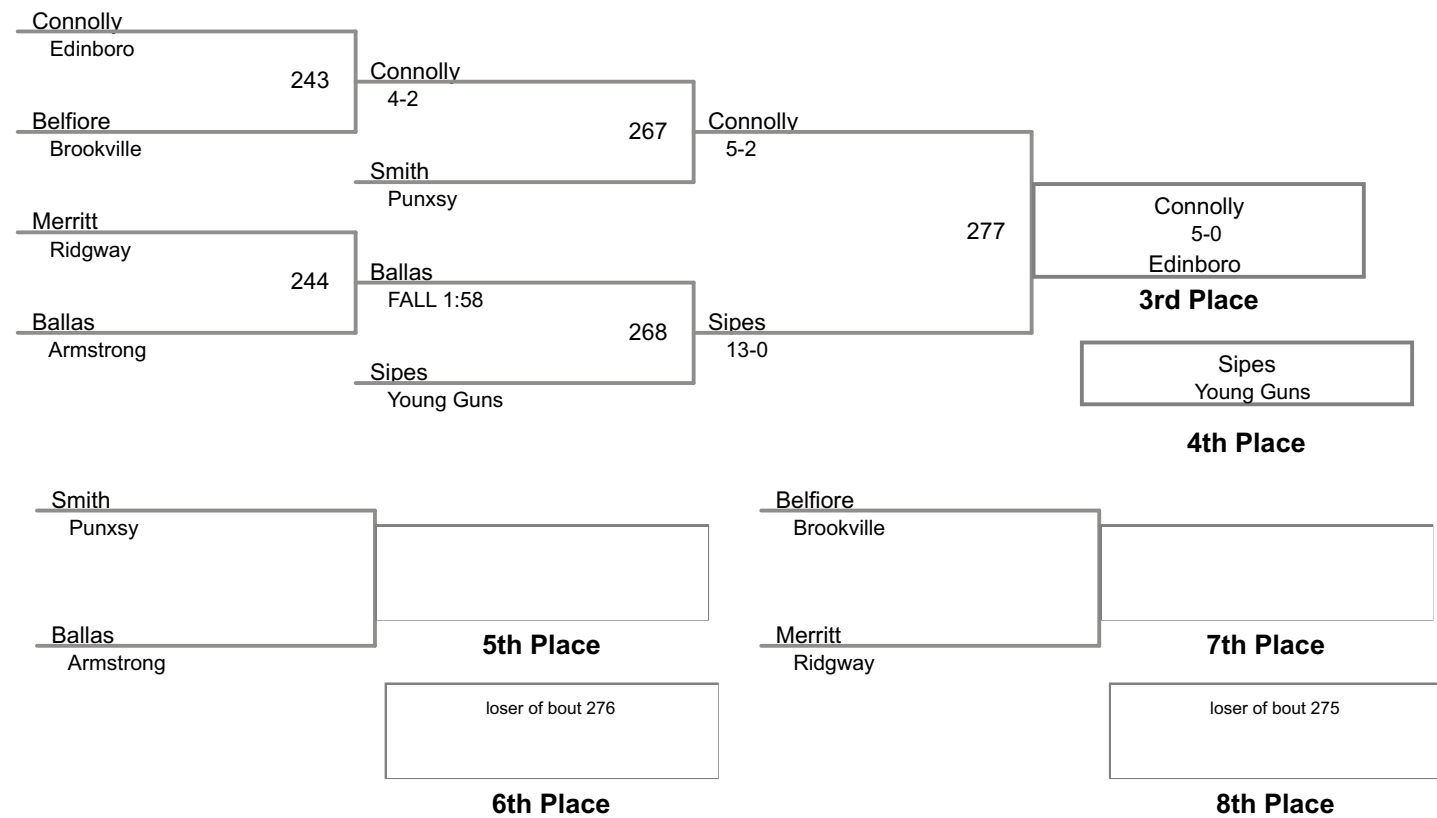 Connolly
Edinboro
243
Connolly
4-2
Belfiore
Brookville
267
Connolly
5-2
Smith
Punxsy
Merritt
Ridgway
277
Connolly
5-0
Edinboro
3rd Place
244
Ballas
FALL 1:58
Ballas
Armstrong
268
Sipes
13-0
Sipes
Young Guns
Sipes
Young Guns
4th Place
Smith
Punxsy
Ballas
Armstrong
5th Place
loser of bout 276
6th Place
Belfiore
Brookville
Merritt
Ridgway
7th Place
loser of bout 275
8th Place